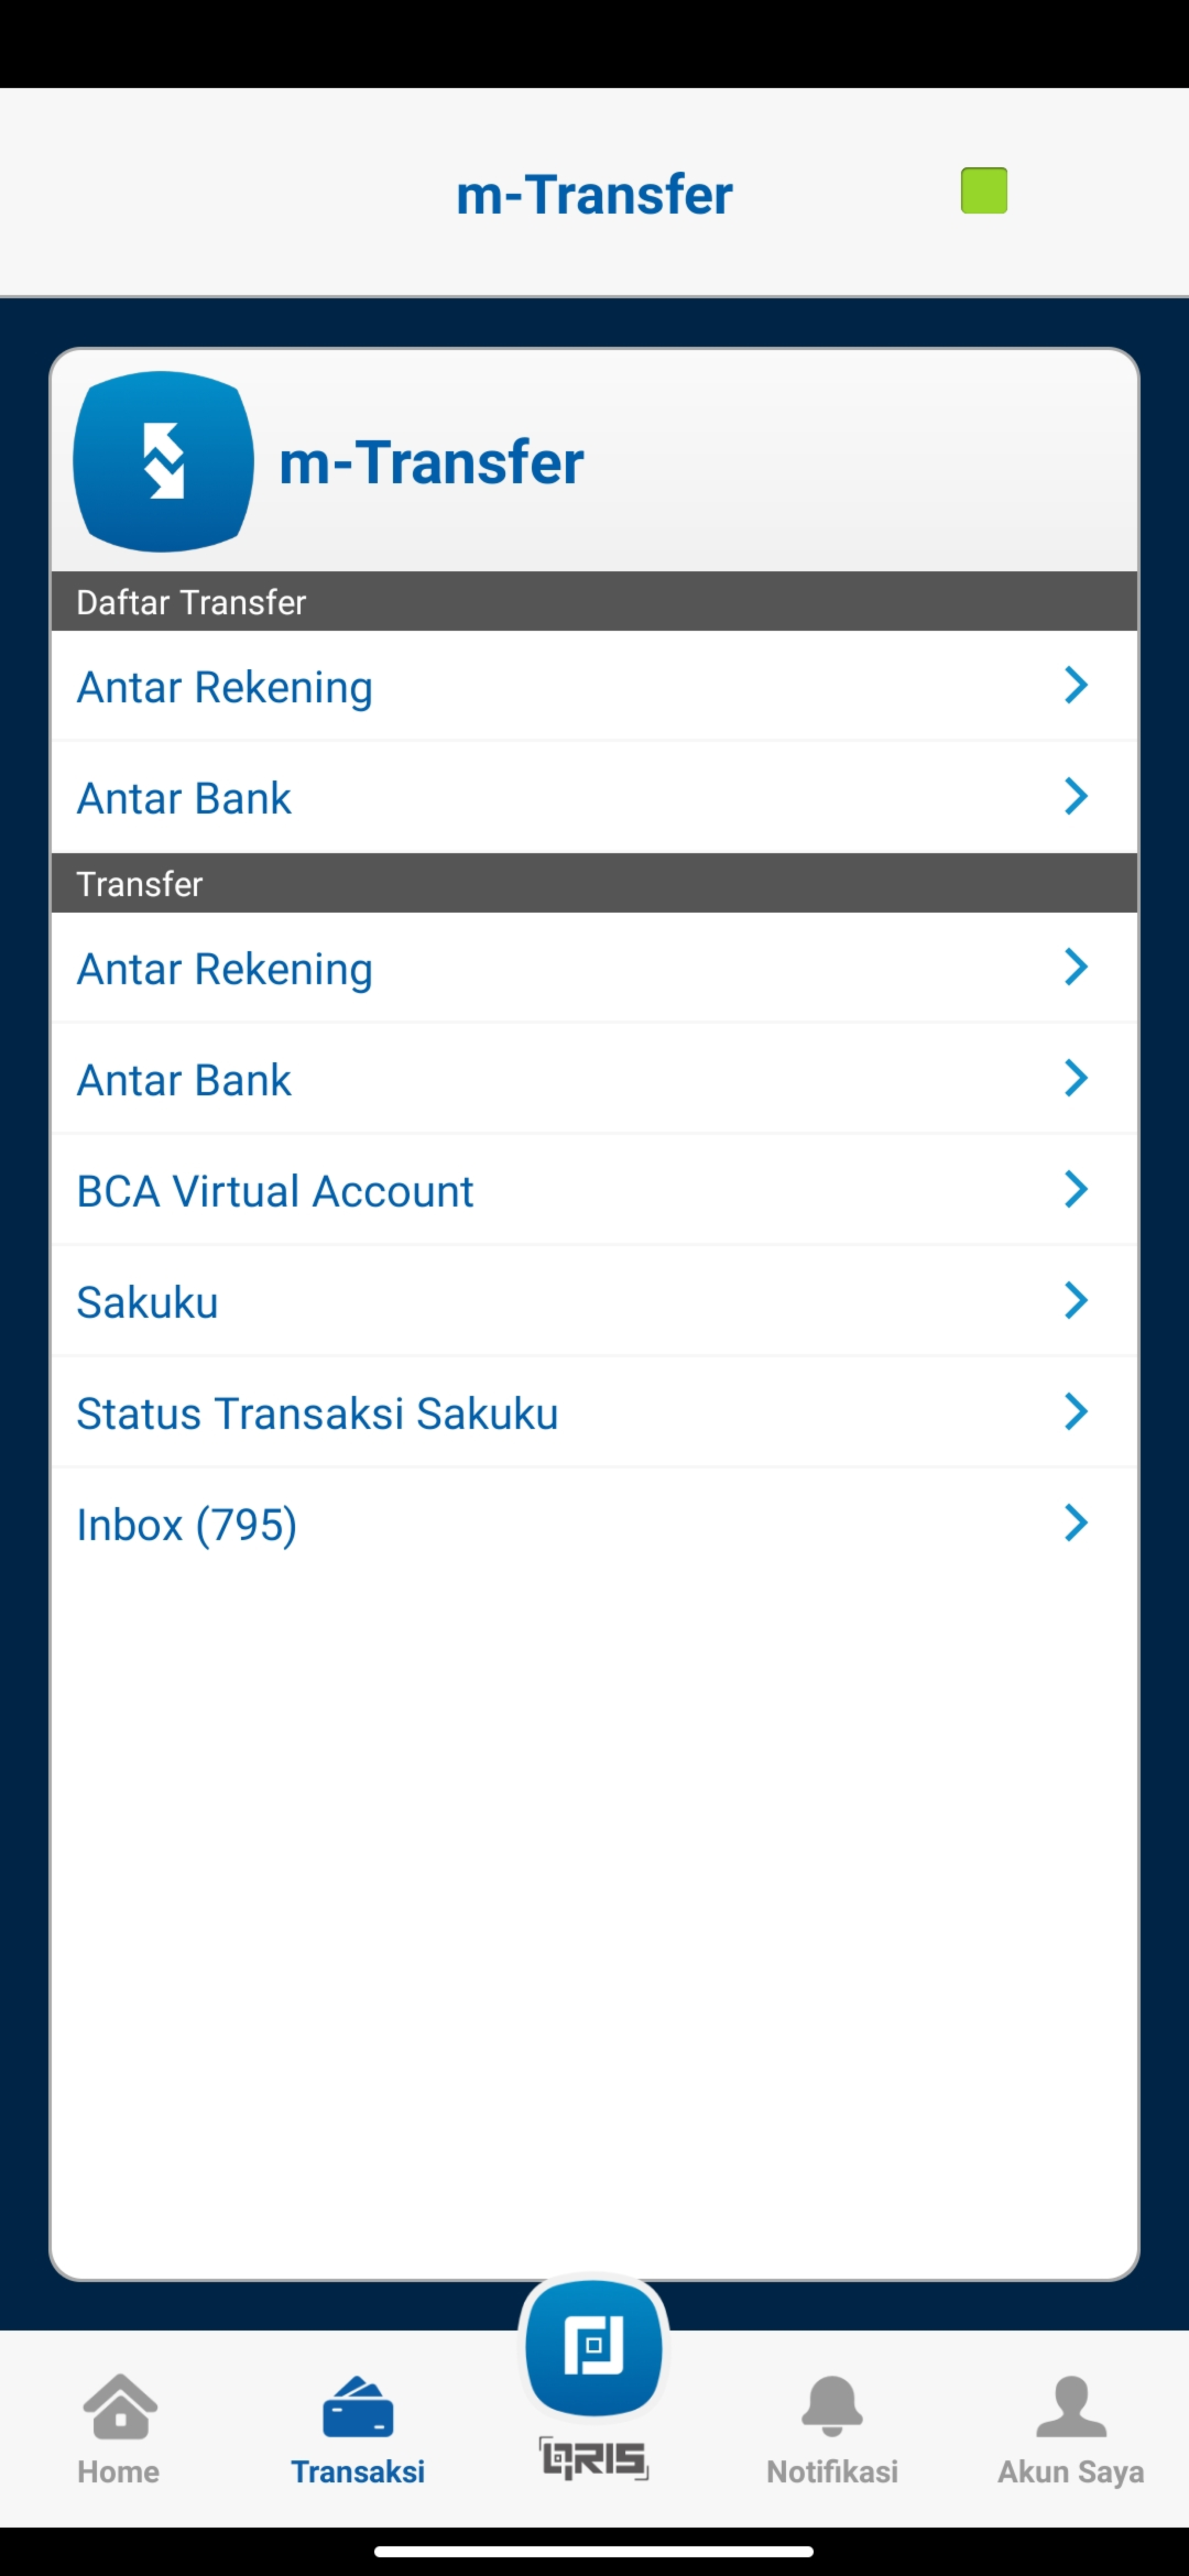 m-Transfer
m-Transfer
Daftar Transfer
Antar Rekening
Antar Bank
Transfer
Antar Rekening
Antar Bank
BCA Virtual Account
Sakuku
Status Transaksi Sakuku
Inbox (795)
QRIS
Home
Transaksi
Notifikasi
Akun Saya